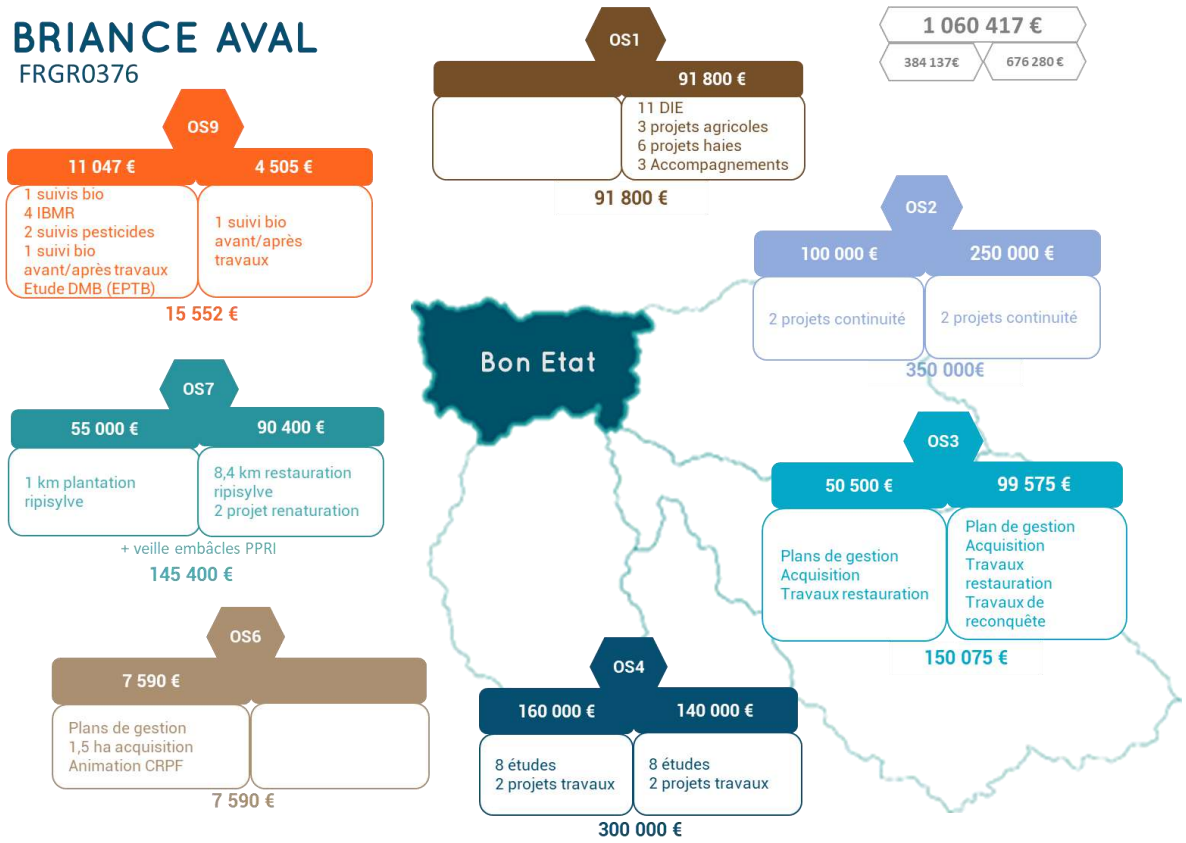 BRIANCE AVAL
FRGR0376
1 060 417 €
384 137€
676 280 €
OS1
91 800 €
11 DIE
3 projets agricoles
6 projets haies
3 Accompagnements
91 800 €
OS9
11 047 €
4 505 €
1 suivis bio
4 IBMR
2 suivis pesticides
1 suivi bio
avant/après travaux
Etude DMB (EPTB)
1 suivi bio
avant/après
travaux
15 552 €
OS2
100 000 €
250 000 €
2 projets continuité
2 projets continuité
350 000€
Bon Etat
OS7
55 000 €
90 400 €
1 km plantation
ripisylve
8,4 km restauration
ripisylve
2 projet renaturation
+ veille embâcles PPRI
145 400 €
OS3
50 500 €
99 575 €
Plans de gestion
Acquisition
Travaux restauration
Plan de gestion
Acquisition
Travaux
restauration
Travaux de
reconquête
150 075 €
OS6
7 590 €
Plans de gestion
1,5 ha acquisition
Animation CRPF
7 590 €
OS4
160 000 €
140 000 €
8 études
2 projets travaux
8 études
2 projets travaux
300 000 €